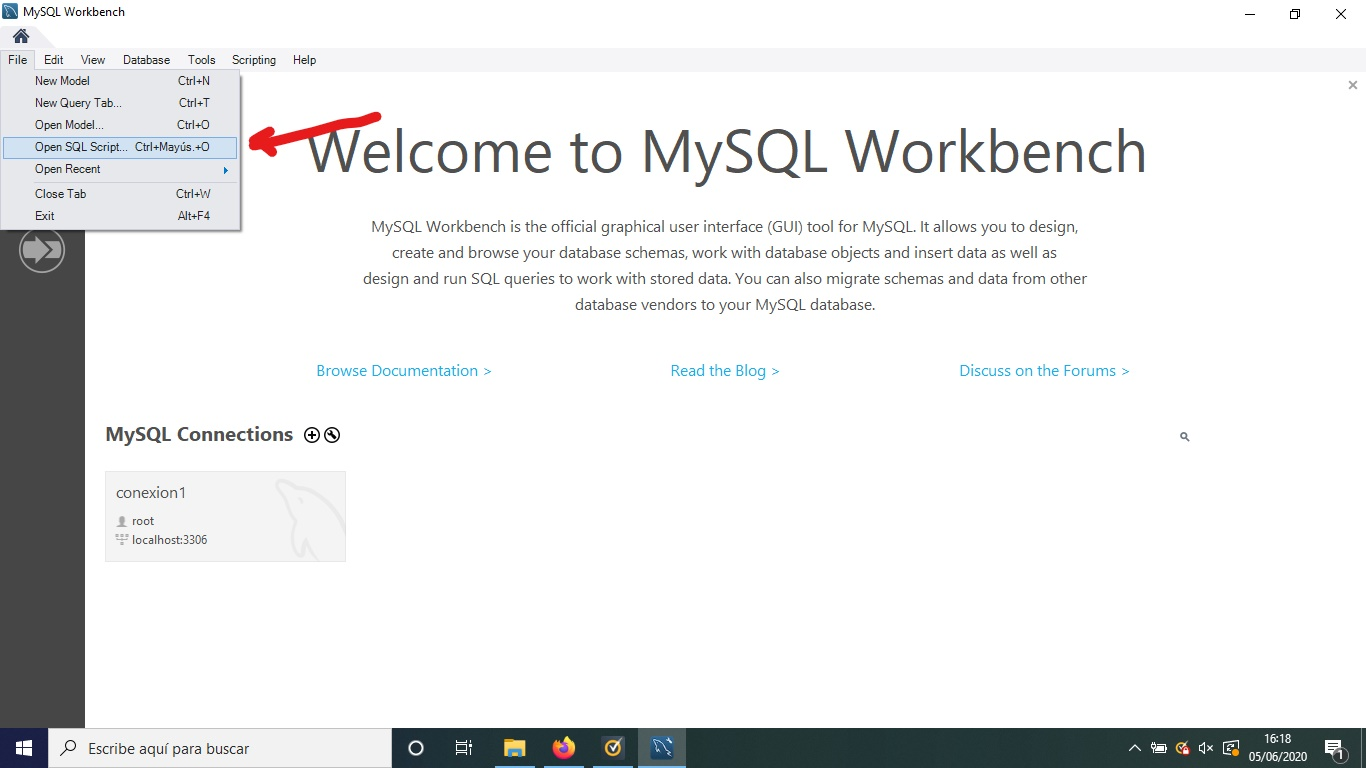 MySQL Workbench
File Edit View Database Tools Scripting Help
New Model Ctrl+N
New Query Tab... Ctrl+T
Open Model... Ctrl+O
Open SQL Script... Ctrl+Mayús.+O
Open Recent
Close Tab Ctrl+W
Exit Alt+F4
Welcome to MySQL Workbench
MySQL Workbench is the official graphical user interface (GUI) tool for MySQL. It allows you to design,
create and browse your database schemas, work with database objects and insert data as well as
design and run SQL queries to work with stored data. You can also migrate schemas and data from other
database vendors to your MySQL database.
Browse Documentation > Read the Blog > Discuss on the Forums >
MySQL Connections
conexion1
root
localhost:3306
Escribe aquí para buscar
16:18
05/06/2020
1